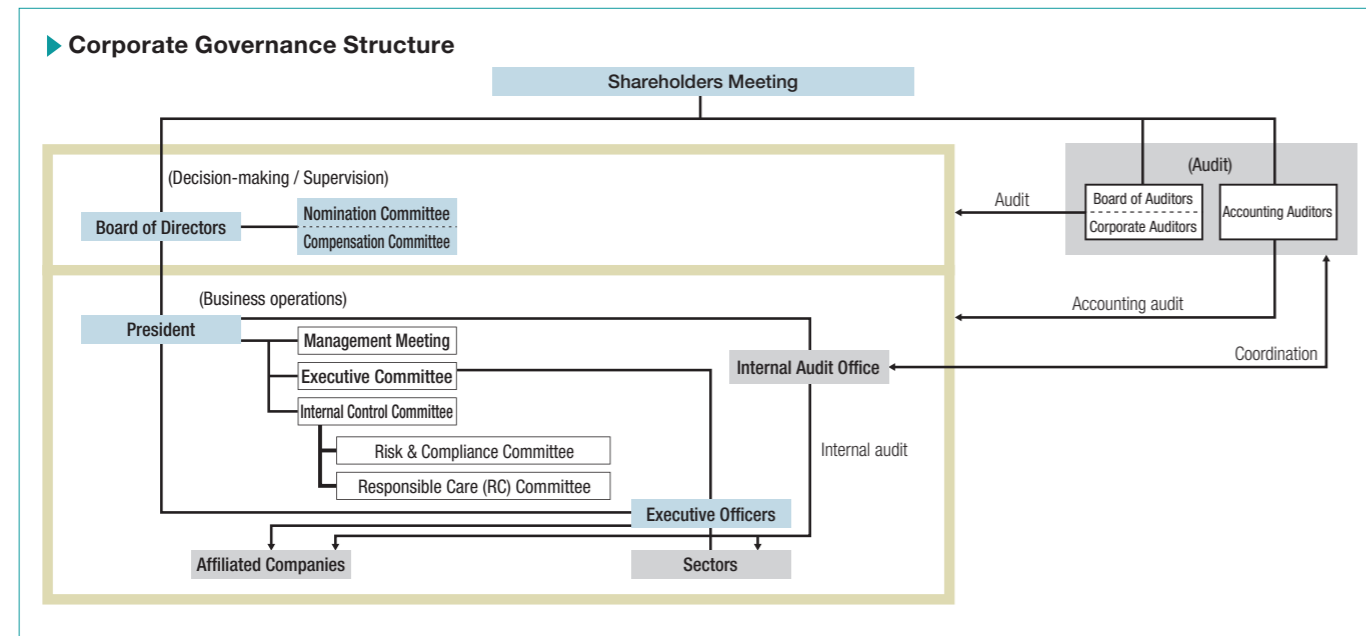 Corporate Governance Structure
Shareholders Meeting
(Decision-making / Supervision)
Board of Directors
Nomination Committee
Compensation Committee
Audit
(Audit)
Board of Auditors
Corporate Auditors
Accounting Auditors
(Business operations)
President
Management Meeting
Executive Committee
Internal Control Committee
Risk & Compliance Committee
Responsible Care (RC) Committee
Internal Audit Office
Accounting audit
Coordination
Internal audit
Executive Officers
Affiliated Companies
Sectors